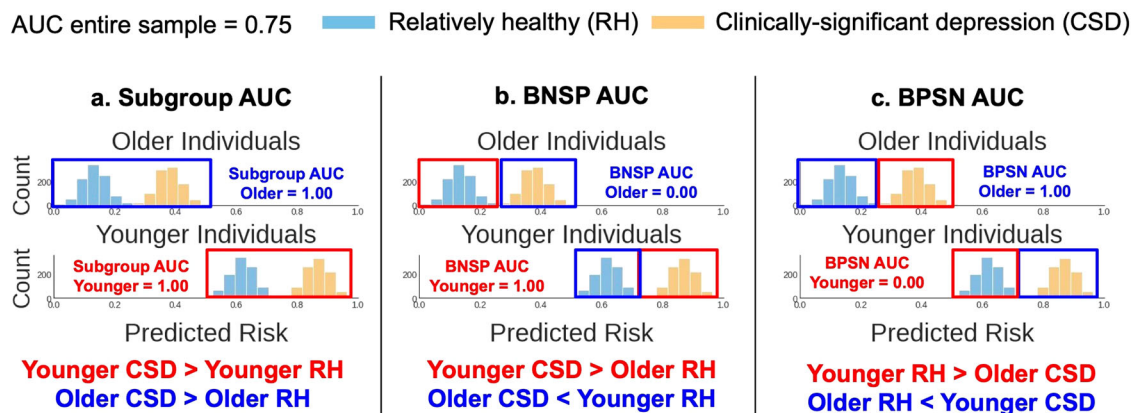 AUC entire sample = 0.75
Relatively healthy (RH)
Clinically-significant depression (CSD)
a. Subgroup AUC
Older Individuals
Count
200
0
Subgroup AUC
Older = 1.00
0.0 0.2 0.4 0.6 0.8 1.0
Younger Individuals
Count
200
0
Subgroup AUC
Younger = 1.00
0.0 0.2 0.4 0.6 0.8 1.0
Predicted Risk
Younger CSD > Younger RH
Older CSD > Older RH
b. BNSP AUC
Older Individuals
200
0
BNSP AUC
Older = 0.00
0.0 0.2 0.4 0.6 0.8 1.0
Younger Individuals
200
0
BNSP AUC
Younger = 1.00
0.0 0.2 0.4 0.6 0.8 1.0
Predicted Risk
Younger CSD > Older RH
Older CSD < Younger RH
c. BPSN AUC
Older Individuals
200
0
BPSN AUC
Older = 1.00
0.0 0.2 0.4 0.6 0.8 1.0
Younger Individuals
200
0
BPSN AUC
Younger = 0.00
0.0 0.2 0.4 0.6 0.8 1.0
Predicted Risk
Younger RH > Older CSD
Older RH < Younger CSD